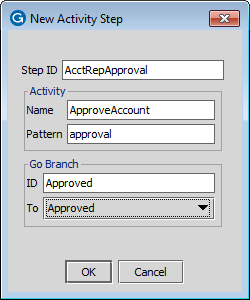 New Activity Step
Step ID AcctRepApproval
Activity
Name ApproveAccount
Pattern approval
Go Branch
ID Approved
To Approved
OK Cancel